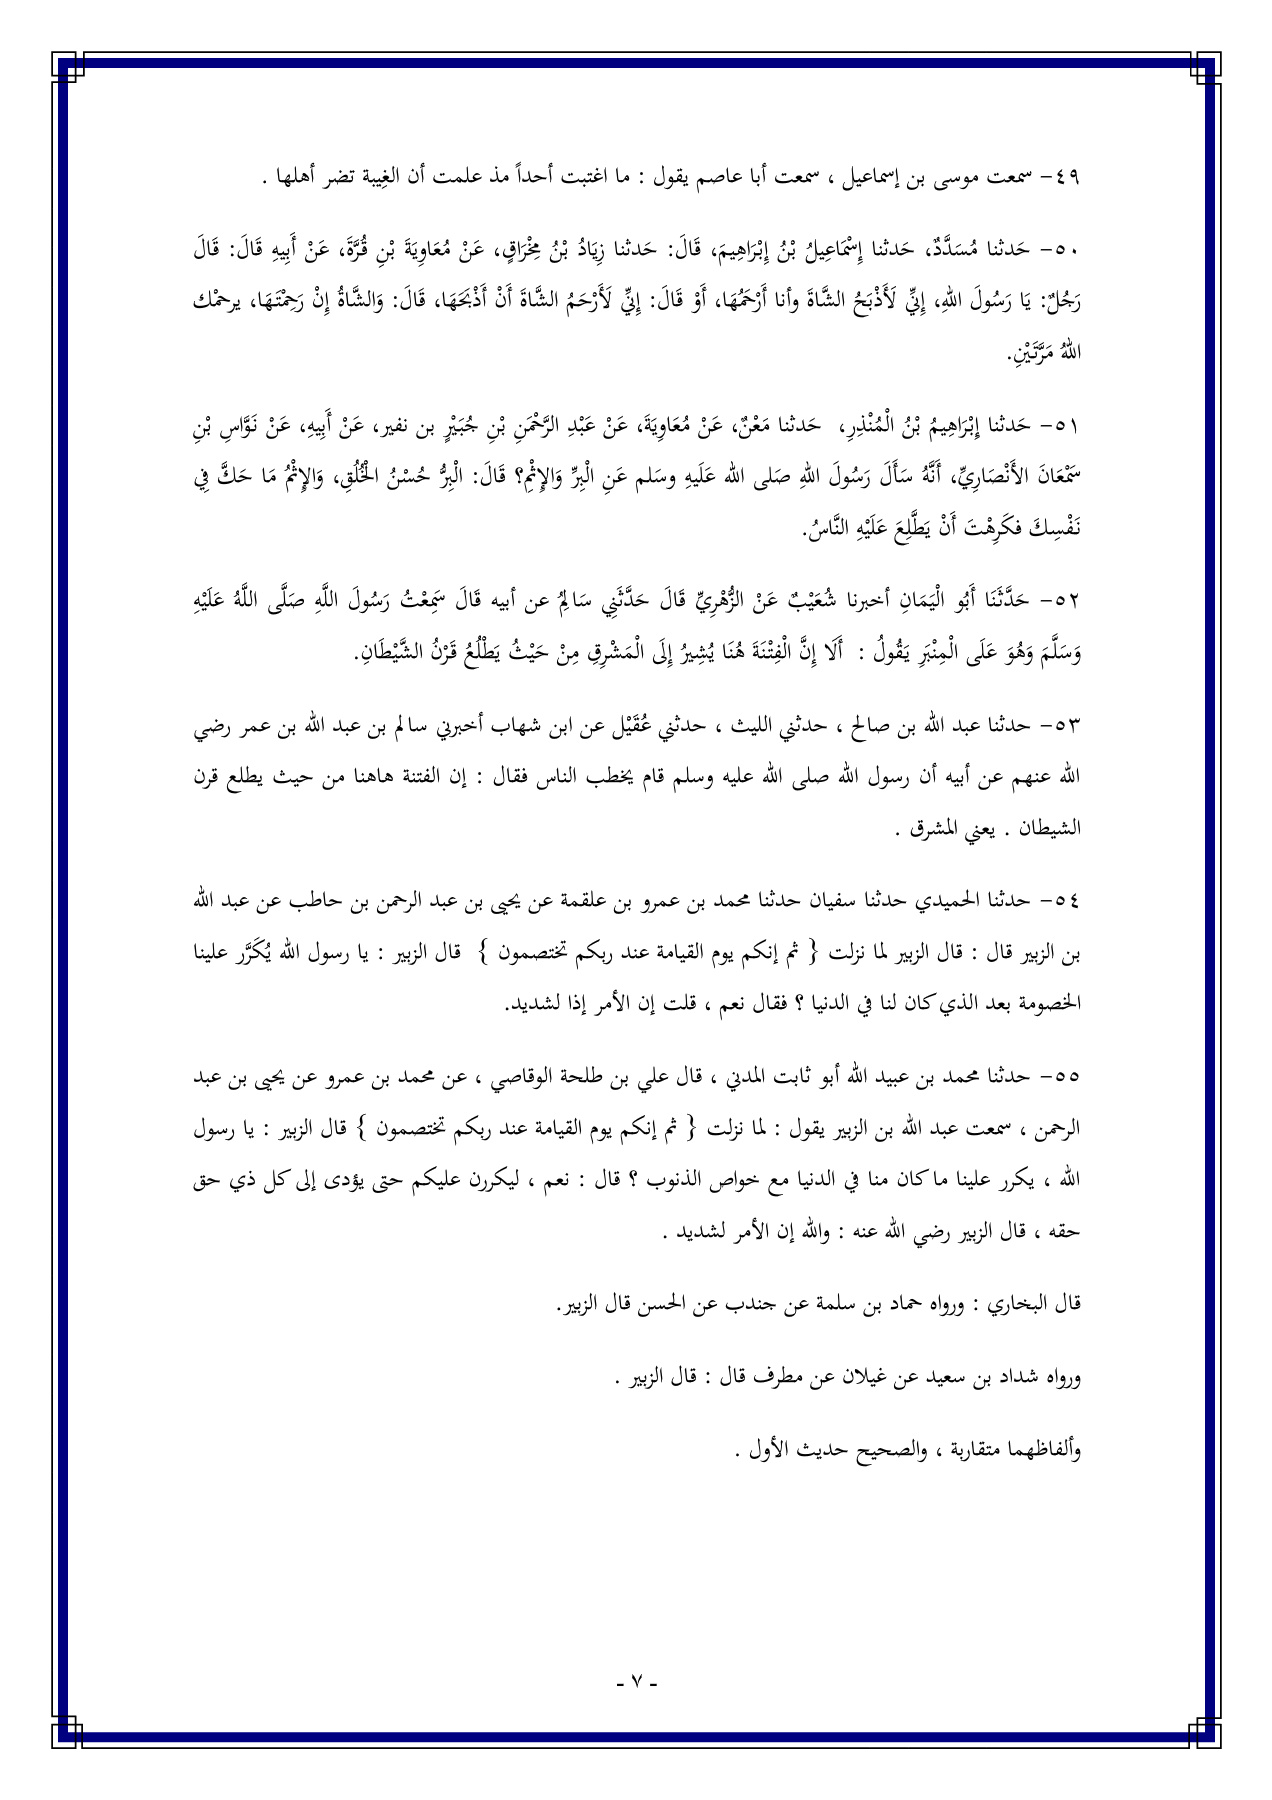 ٤٩- سمعت موسى بن إسماعيل ، سمعت أبا عاصم يقول : ما اغتبت أحداً مذ علمت أن الغِيبة تضر أهلها .
٥٠- حَدثنا مُسَدَّدٌ، حَدثنا إِسْمَاعِيلُ بْنُ إِبْرَاهِيمَ، قَالَ: حَدثنا زِيَادُ بْنُ مِخْرَاقٍ، عَنْ مُعَاوِيَةَ بْنِ قُرَّةَ، عَنْ أَبِيهِ قَالَ: قَالَ
رَجُلٌ: يَا رَسُولَ اللهِ، إِنِّي لَأَذْبَحُ الشَّاةَ وأنا أَرْحَمُهَا، أَوْ قَالَ: إِنِّي لَأَرْحَمُ الشَّاةَ أَنْ أَذْبَحَهَا، قَالَ: وَالشَّاةُ إِنْ رَحِمْتَهَا، يرحمْك
اللهُ مَرَّتَيْنِ.
٥١- حَدثنا إِبْرَاهِيمُ بْنُ الْمُنْذِرِ، حَدثنا مَعْنٌ، عَنْ مُعَاوِيَةَ، عَنْ عَبْدِ الرَّحْمَنِ بْنِ جُبَيْرٍ بن نفير، عَنْ أَبِيهِ، عَنْ نَوَّاسِ بْنِ
سَمْعَانَ الأَنْصَارِيِّ، أَنَّهُ سَأَلَ رَسُولَ اللهِ صَلى الله عَلَيهِ وسَلم عَنِ الْبِرِّ وَالإِثْمِ؟ قَالَ: الْبِرُّ حُسْنُ الْخُلُقِ، وَالإِثْمُ مَا حَكَّ فِي
نَفْسِكَ فكَرِهْتَ أَنْ يَطَّلِعَ عَلَيْهِ النَّاسُ.
٥٢- حَدَّثَنَا أَبُو الْيَمَانِ أخبرنا شُعَيْبٌ عَنْ الزُّهْرِيِّ قَالَ حَدَّثَنِي سَالِمُ عن أبيه قَالَ سَمِعْتُ رَسُولَ اللَّهِ صَلَّى اللَّهُ عَلَيْهِ
وَسَلَّمَ وَهُوَ عَلَى الْمِنْبَرِ يَقُولُ : أَلَا إِنَّ الْفِتْنَةَ هُنَا يُشِيرُ إِلَى الْمَشْرِقِ مِنْ حَيْثُ يَطْلُعُ قَرْنُ الشَّيْطَانِ.
٥٣- حدثنا عبد الله بن صالح ، حدثني الليث ، حدثني عُقَيْل عن ابن شهاب أخبرني سالم بن عبد الله بن عمر رضي
الله عنهم عن أبيه أن رسول الله صلى الله عليه وسلم قام يخطب الناس فقال : إن الفتنة هاهنا من حيث يطلع قرن
الشيطان . يعني المشرق .
٥٤- حدثنا الحميدي حدثنا سفيان حدثنا محمد بن عمرو بن علقمة عن يحيى بن عبد الرحمن بن حاطب عن عبد الله
بن الزبير قال : قال الزبير لما نزلت { ثم إنكم يوم القيامة عند ربكم تختصمون } قال الزبير : يا رسول الله يُكَرَّر علينا
الخصومة بعد الذي كان لنا في الدنيا ؟ فقال نعم ، قلت إن الأمر إذا لشديد.
٥٥- حدثنا محمد بن عبيد الله أبو ثابت المدني ، قال علي بن طلحة الوقاصي ، عن محمد بن عمرو عن يحيى بن عبد
الرحمن ، سمعت عبد الله بن الزبير يقول : لما نزلت { ثم إنكم يوم القيامة عند ربكم تختصمون } قال الزبير : يا رسول
الله ، يكرر علينا ما كان منا في الدنيا مع خواص الذنوب ؟ قال : نعم ، ليكررن عليكم حتى يؤدى إلى كل ذي حق
حقه ، قال الزبير رضي الله عنه : والله إن الأمر لشديد .
قال البخاري : ورواه حماد بن سلمة عن جندب عن الحسن قال الزبير.
ورواه شداد بن سعيد عن غيلان عن مطرف قال : قال الزبير .
وألفاظهما متقاربة ، والصحيح حديث الأول .
- ٧ -